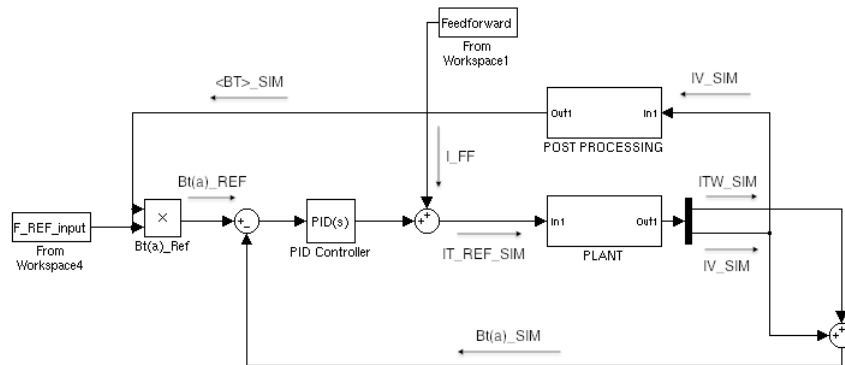 Feedforward
From
Workspace1
<BT>_SIM
IV_SIM
Out1
In1
POST PROCESSING
I_FF
Bt(a)_REF
ITW_SIM
F_REF_input
From
Workspace4
×
Bt(a)_Ref
PID(s)
PID Controller
+
+
IT_REF_SIM
In1
Out1
PLANT
IV_SIM
+
+
Bt(a)_SIM